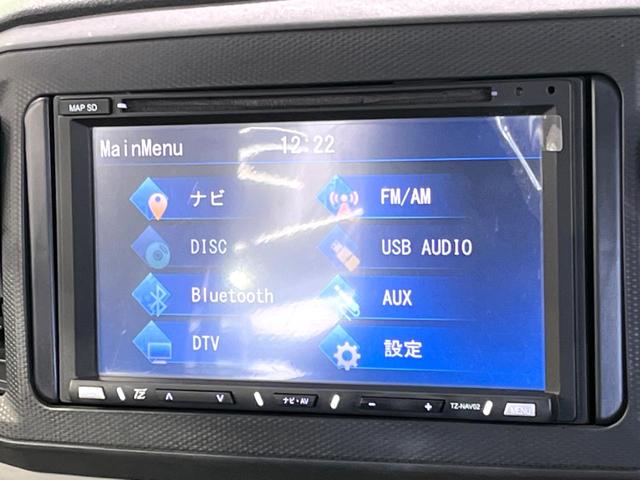 MAP SD
MainMenu 12:22
ナビ FM/AM
DISC USB AUDIO
Bluetooth AUX
DTV 設定
TZ ナビ・AV - + TZ-NAV02 MENU